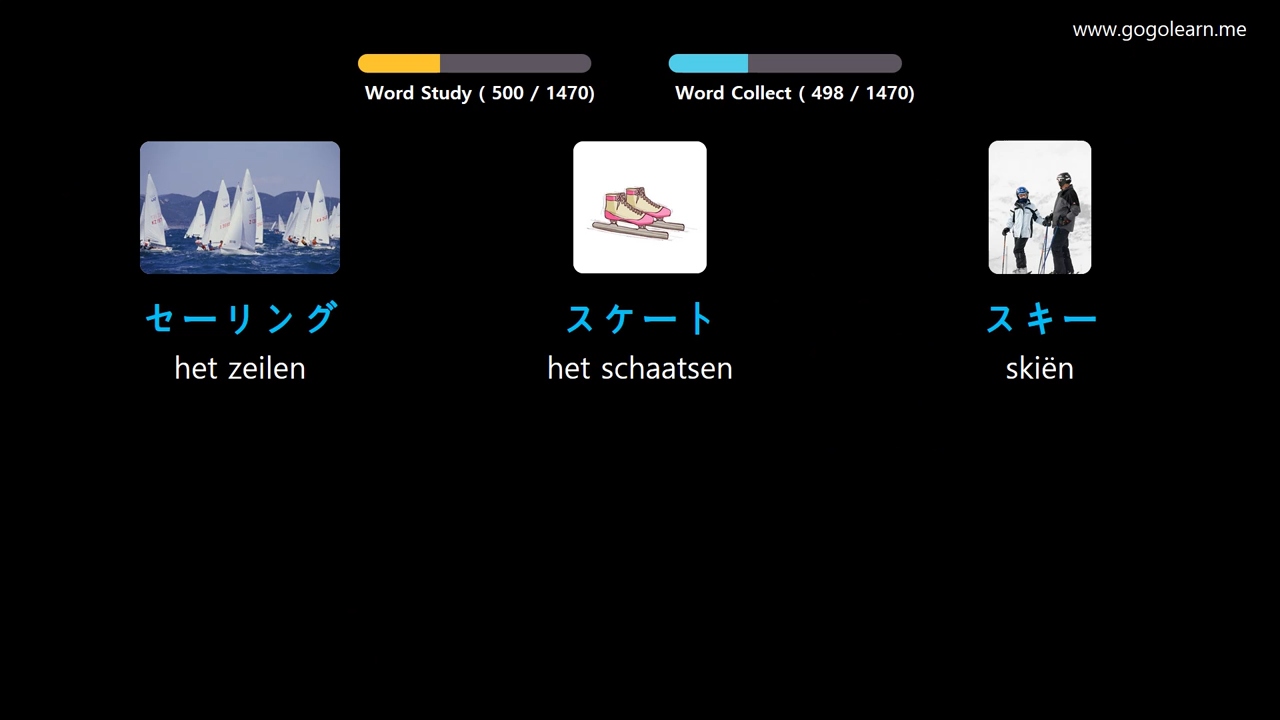 www.gogolearn.me
Word Study ( 500 / 1470)
Word Collect ( 498 / 1470)
セーリング
スケート
スキー
het zeilen
het schaatsen
skiën